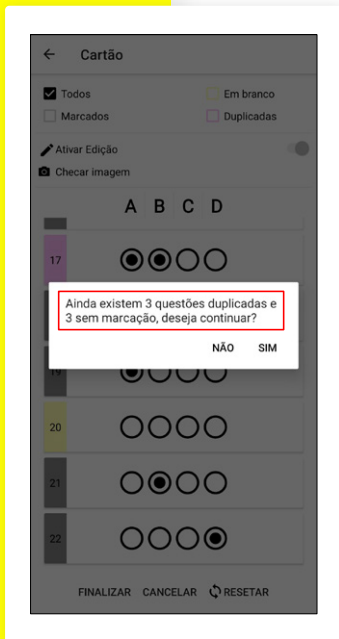 Cartão
Todos
Em branco
Marcados
Duplicadas
Ativar Edição
Checar imagem
A B C D
17
Ainda existem 3 questões duplicadas e
3 sem marcação, deseja continuar?
NÃO SIM
19
20
21
22
FINALIZAR CANCELAR RESETAR